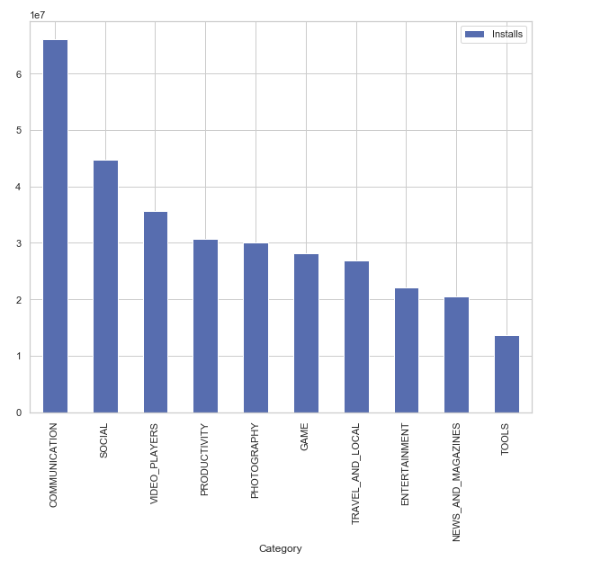 1e7
Installs
6
5
4
3
2
1
0
COMMUNICATION
SOCIAL
VIDEO_PLAYERS
PRODUCTIVITY
PHOTOGRAPHY
GAME
TRAVEL_AND_LOCAL
ENTERTAINMENT
NEWS_AND_MAGAZINES
TOOLS
Category